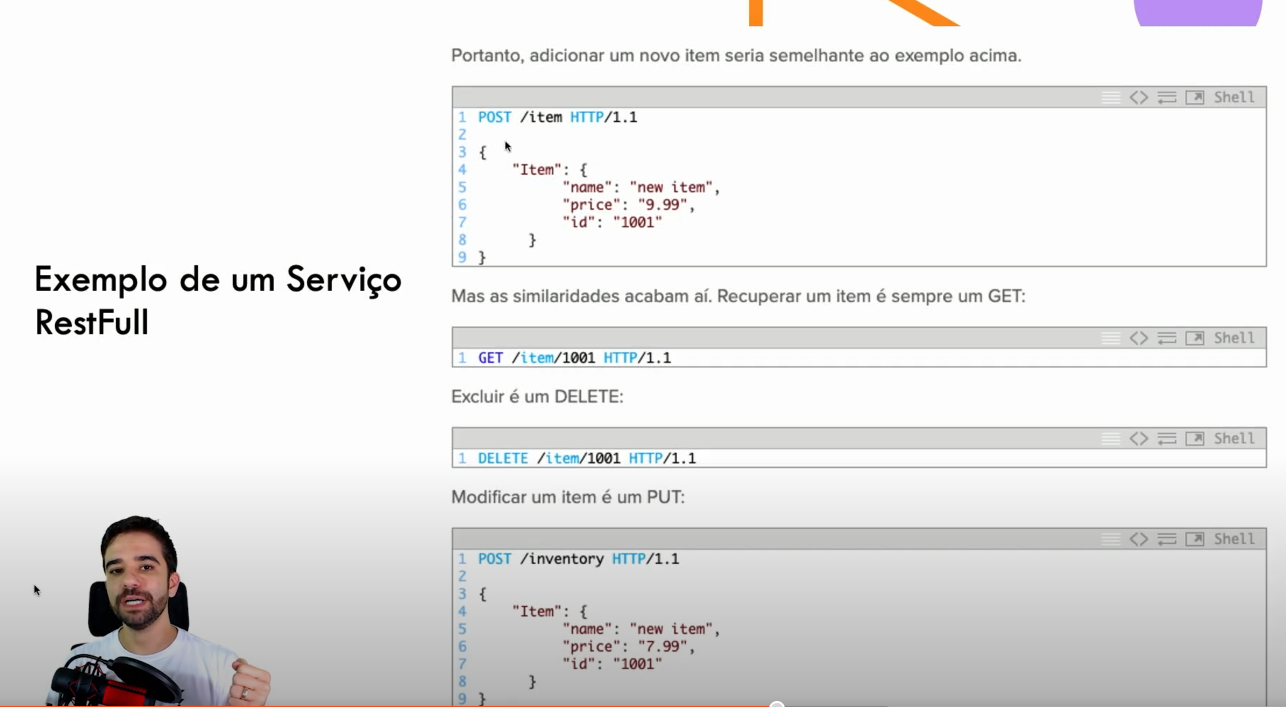 Portanto, adicionar um novo item seria semelhante ao exemplo acima.
Shell
1 POST /item HTTP/1.1
2
3 {
4 "Item": {
5 "name": "new item",
6 "price": "9.99",
7 "id": "1001"
8 }
9 }
Exemplo de um Serviço
RestFull
Mas as similaridades acabam aí. Recuperar um item é sempre um GET:
Shell
1 GET /item/1001 HTTP/1.1
Excluir é um DELETE:
Shell
1 DELETE /item/1001 HTTP/1.1
Modificar um item é um PUT:
Shell
1 POST /inventory HTTP/1.1
2
3 {
4 "Item": {
5 "name": "new item",
6 "price": "7.99",
7 "id": "1001"
8 }
9 }